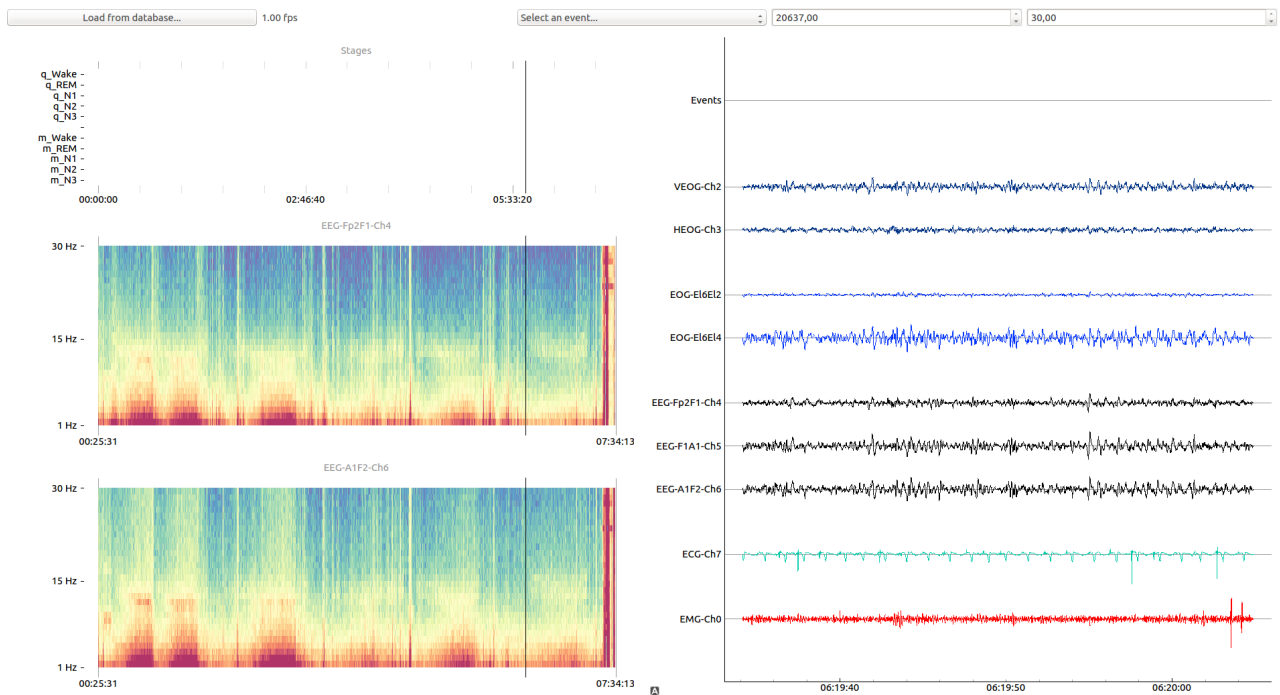 Load from database...
1.00 fps
Select an event...
20637,00
30,00
Stages
q_Wake
q_REM
q_N1
q_N2
q_N3
m_Wake
m_REM
m_N1
m_N2
m_N3
00:00:00 02:46:40 05:33:20
EEG-Fp2F1-Ch4
30 Hz
15 Hz
1 Hz
00:25:31 07:34:13
EEG-A1F2-Ch6
30 Hz
15 Hz
1 Hz
00:25:31 07:34:13
A
Events
VEOG-Ch2
HEOG-Ch3
EOG-El6El2
EOG-El6El4
EEG-Fp2F1-Ch4
EEG-F1A1-Ch5
EEG-A1F2-Ch6
ECG-Ch7
EMG-Ch0
06:19:40 06:19:50 06:20:00